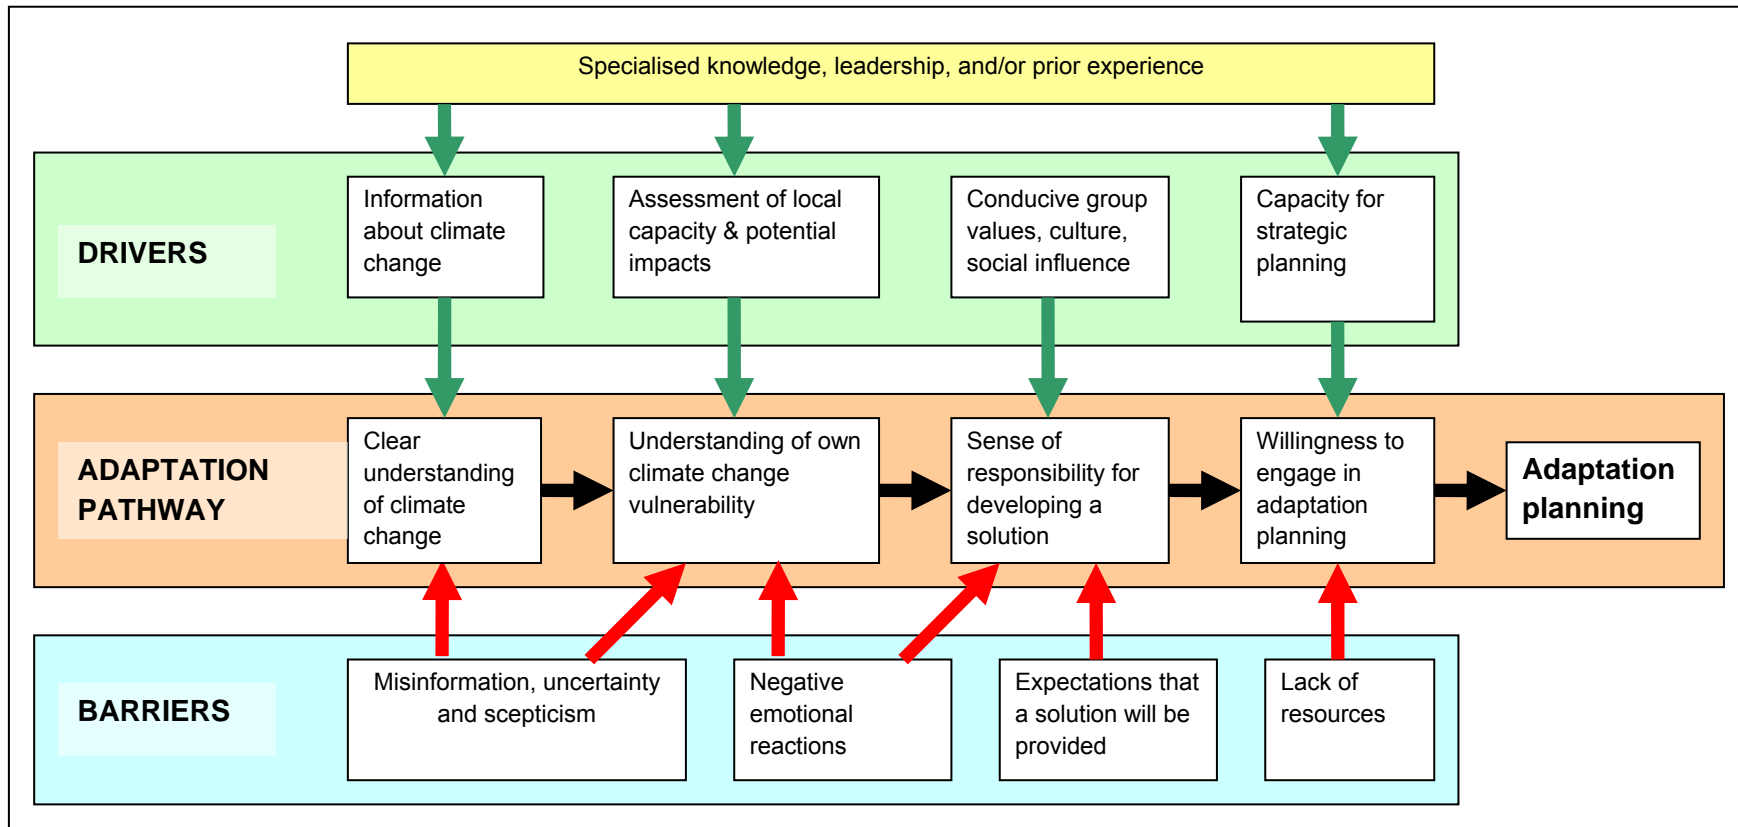 Specialised knowledge, leadership, and/or prior experience
DRIVERS
Information
about climate
change
Assessment of local
capacity & potential
impacts
Conducive group
values, culture,
social influence
Capacity for
strategic
planning
ADAPTATION
PATHWAY
Clear
understanding
of climate
change
Understanding of own
climate change
vulnerability
Sense of
responsibility for
developing a
solution
Willingness to
engage in
adaptation
planning
Adaptation
planning
BARRIERS
Misinformation, uncertainty
and scepticism
Negative
emotional
reactions
Expectations that
a solution will be
provided
Lack of
resources